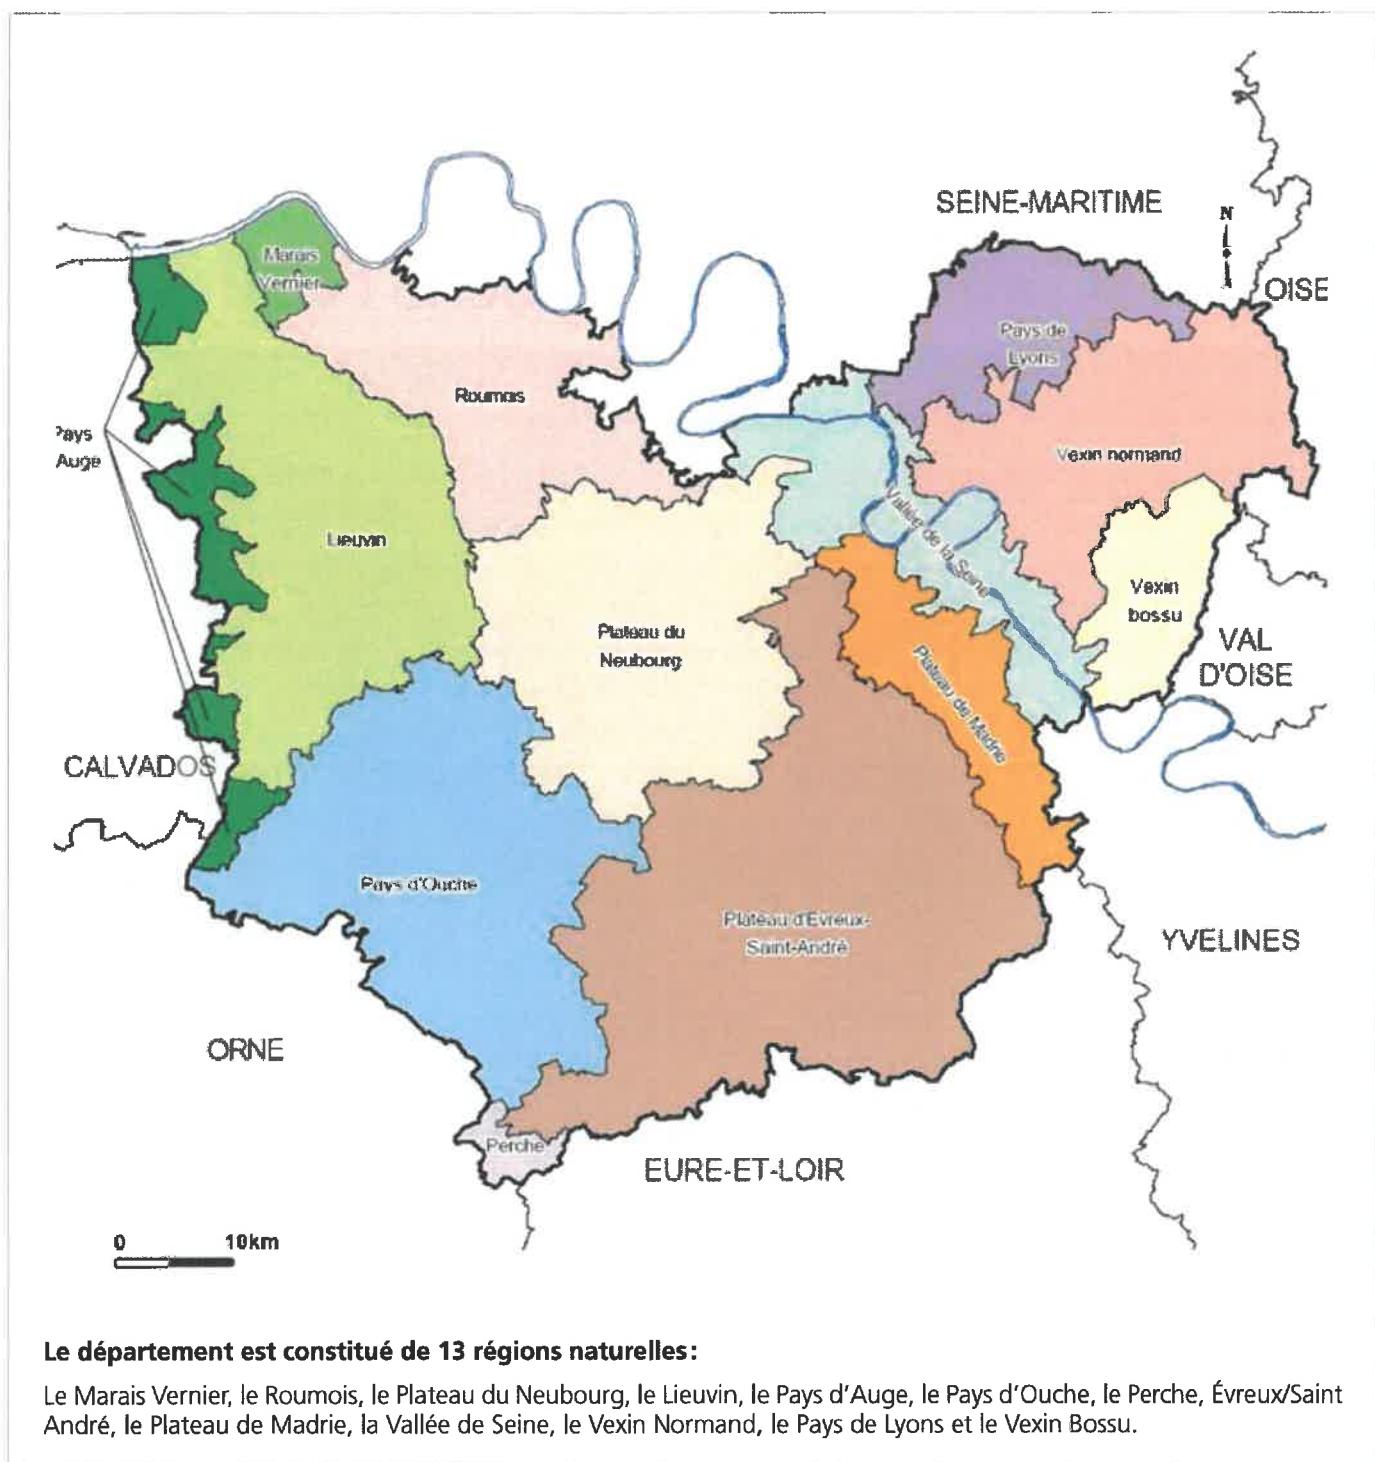 SEINE-MARITIME
N
OISE
Marais
Vernier
Pays de
Lyons
Roumois
Vexin normand
Pays
Auge
Lieuvin
Vallée de la Seine
Vexin
bossu
Plateau du
Neubourg
VAL
D'OISE
Plateau de Madrie
CALVADOS
Pays d'Ouche
Plateau d'Evreux-
Saint-André
YVELINES
ORNE
Perche
EURE-ET-LOIR
0 10km
Le département est constitué de 13 régions naturelles:
Le Marais Vernier, le Roumois, le Plateau du Neubourg, le Lieuvin, le Pays d'Auge, le Pays d'Ouche, le Perche, Évreux/Saint
André, le Plateau de Madrie, la Vallée de Seine, le Vexin Normand, le Pays de Lyons et le Vexin Bossu.